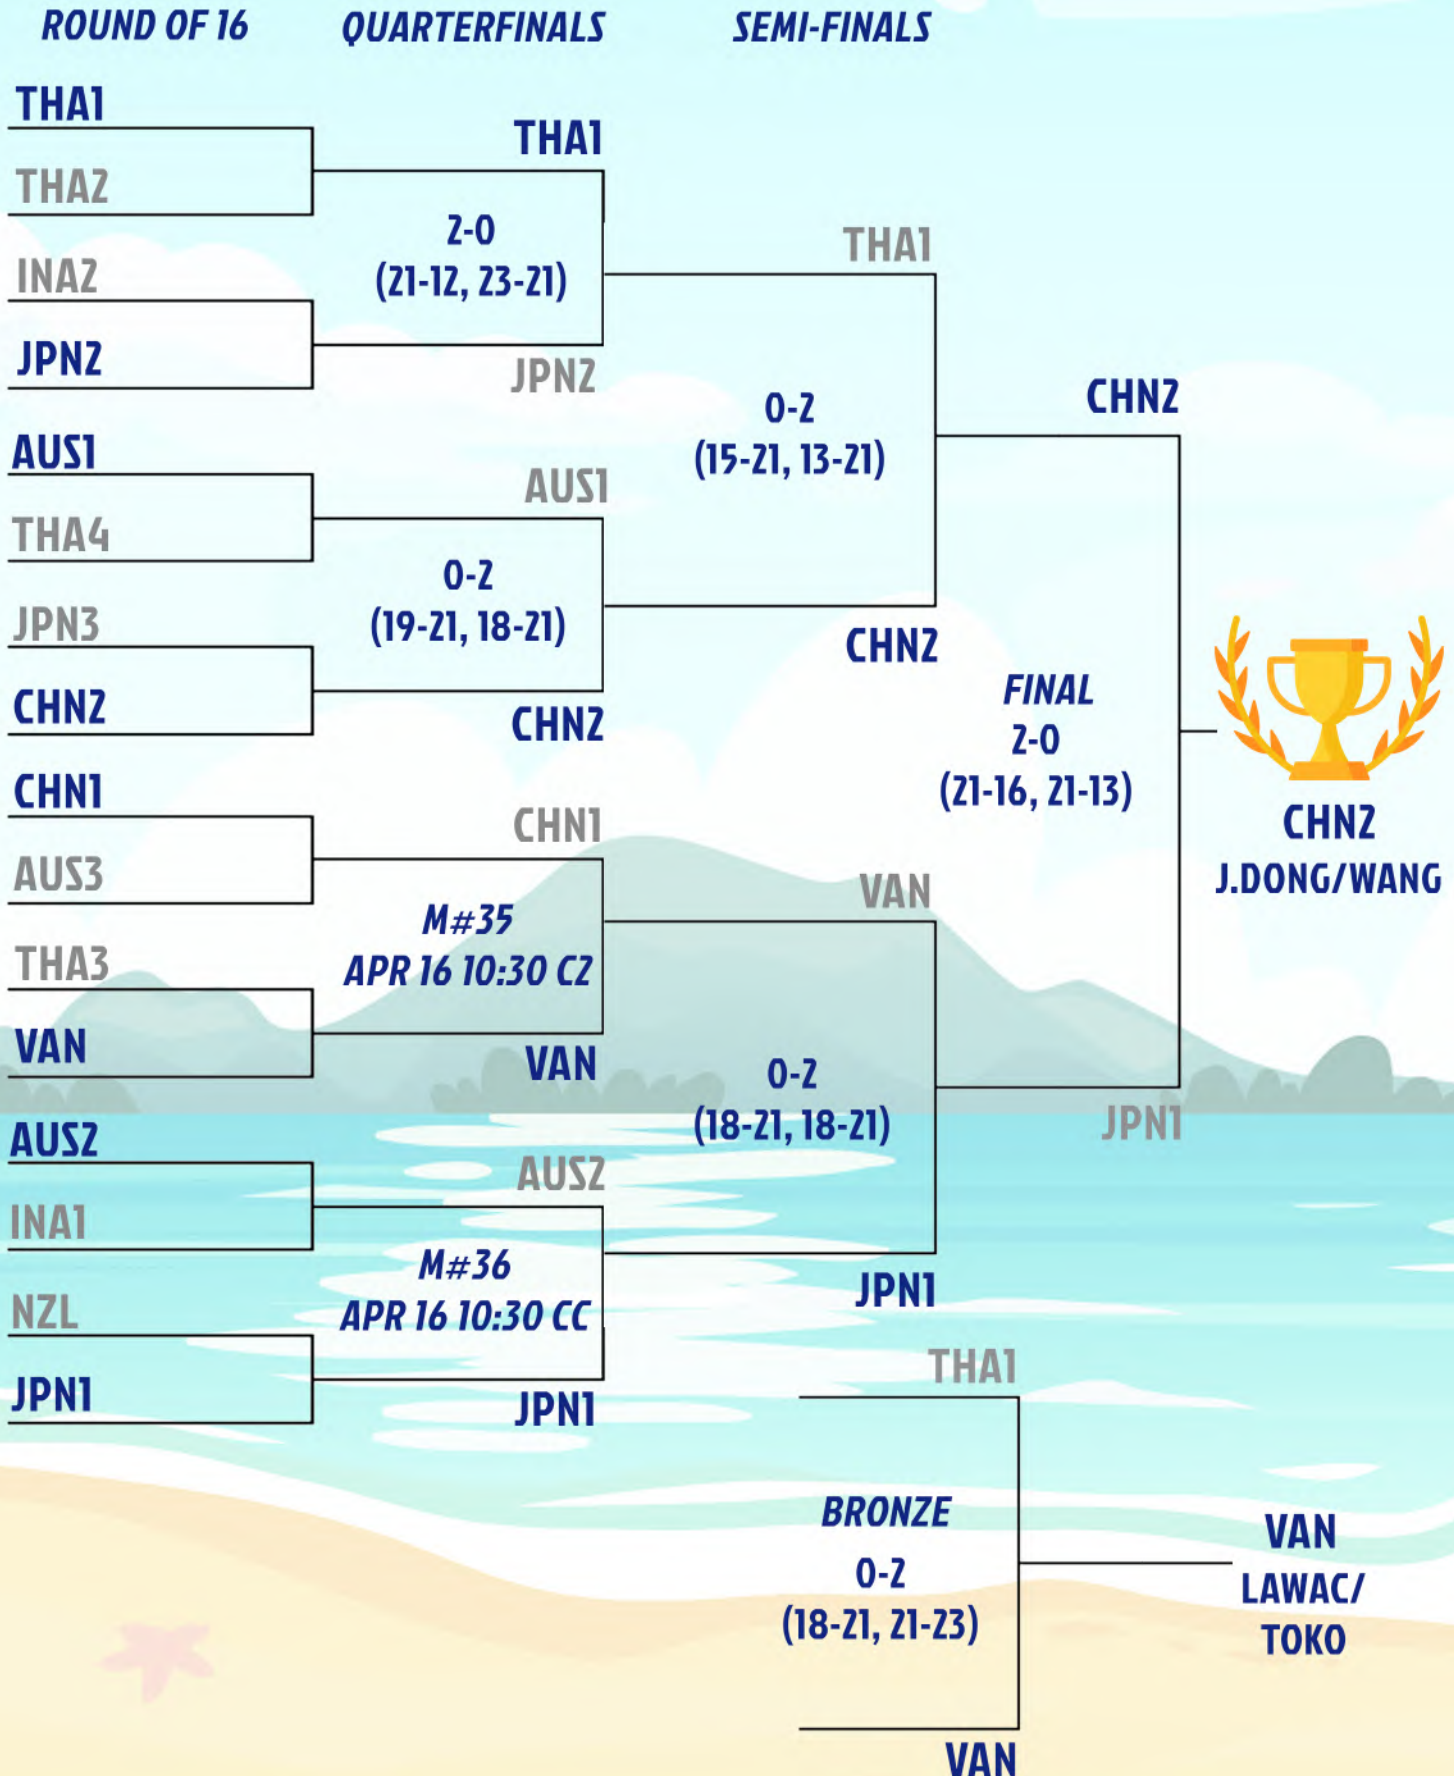 ROUND OF 16
QUARTERFINALS
SEMI-FINALS
THA1
THA2
INA2
JPN2
AUS1
THA4
JPN3
CHN2
CHN1
AUS3
THA3
VAN
AUS2
INA1
NZL
JPN1
THA1
2-0
(21-12, 23-21)
JPN2
AUS1
0-2
(19-21, 18-21)
CHN2
CHN1
M#35
APR 16 10:30 C2
VAN
AUS2
M#36
APR 16 10:30 CC
JPN1
THA1
0-2
(15-21, 13-21)
CHN2
VAN
0-2
(18-21, 18-21)
JPN1
CHN2
FINAL
2-0
(21-16, 21-13)
JPN1
CHN2
J.DONG/WANG
THA1
BRONZE
0-2
(18-21, 21-23)
VAN
VAN
LAWAC/
TOKO